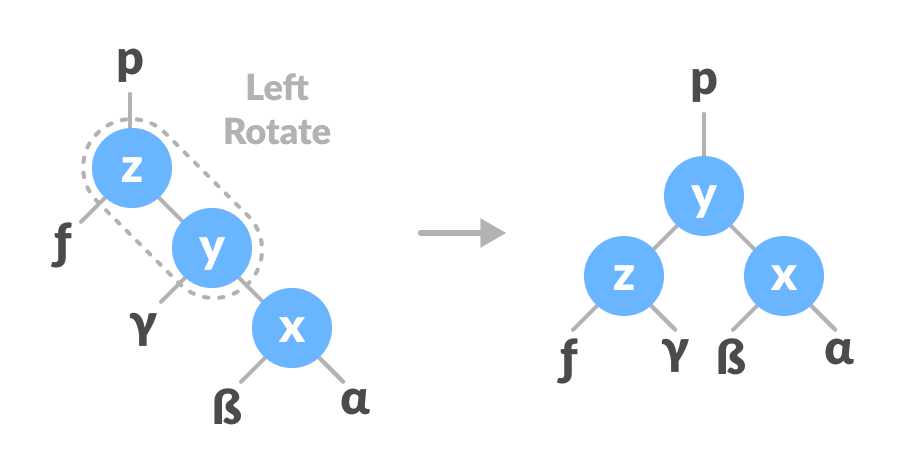 p
Left
Rotate
z
ƒ
y
γ
x
ß
α
p
y
z
x
ƒ
γ
ß
α